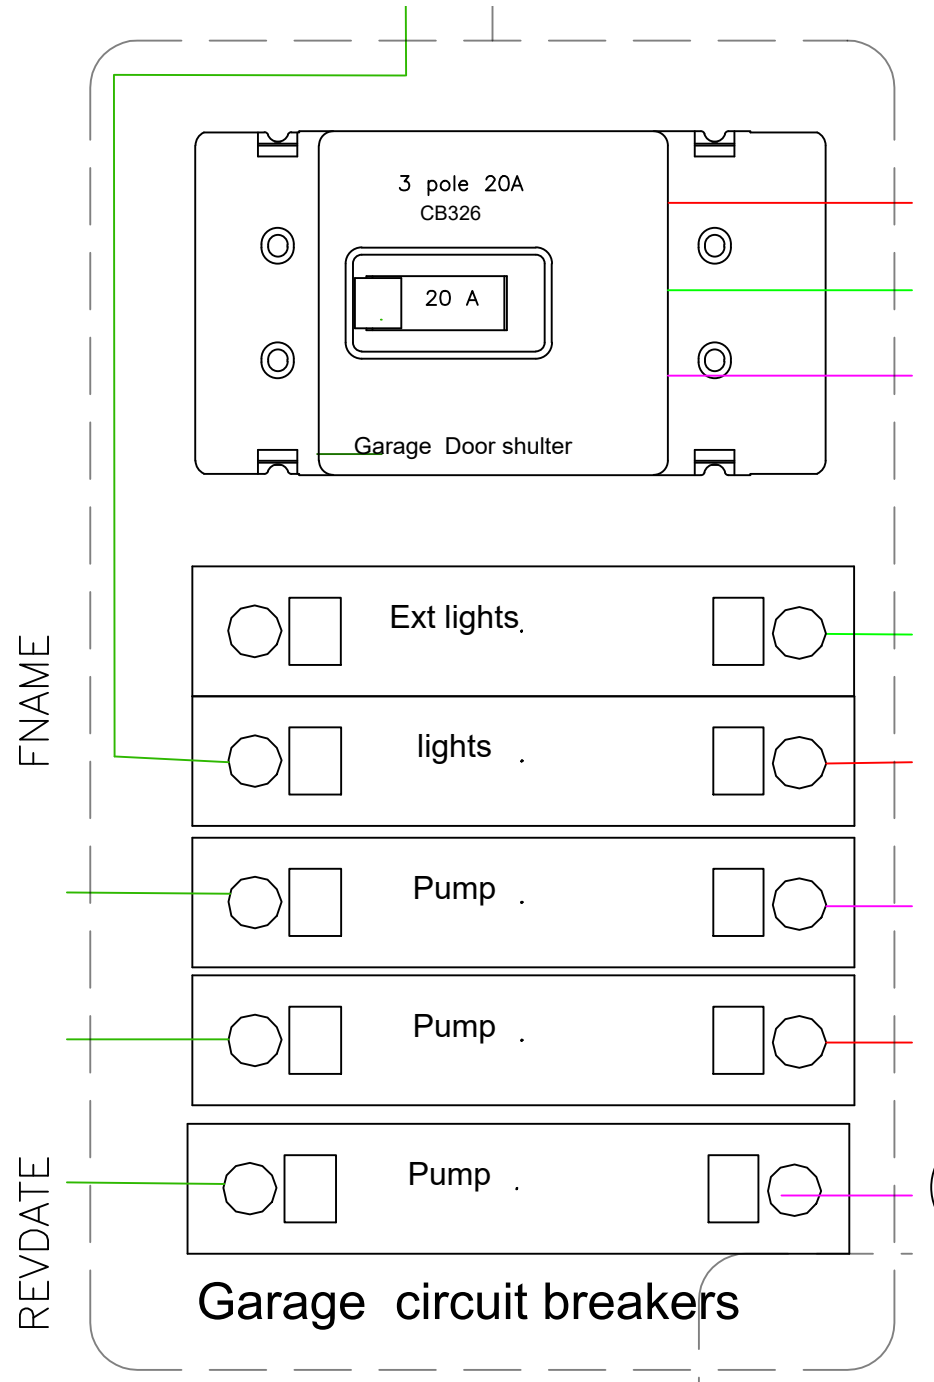 3 pole 20A
CB326
20 A
Garage Door shulter
Ext lights.
lights .
Pump .
Pump .
Pump .
Garage circuit breakers
FNAME
REVDATE